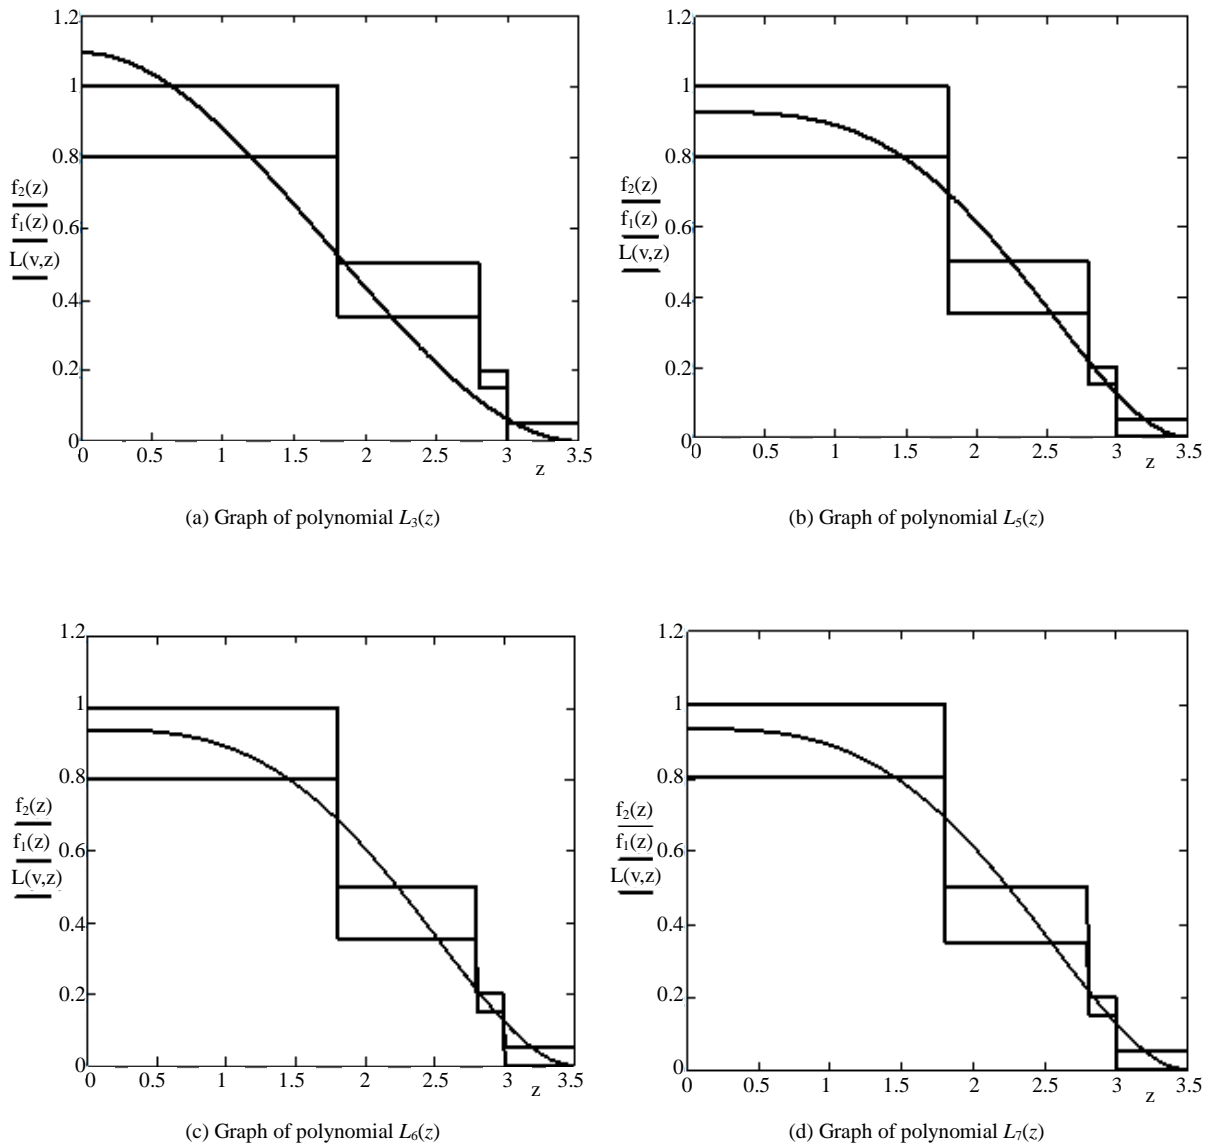 1.2
1
0.8
f₂(z)
f₁(z)
0.6
L(v,z)
0.4
0.2
0
0 0.5 1 1.5 2 2.5 3 3.5
z
(a) Graph of polynomial L₃(z)
1.2
1
0.8
f₂(z)
f₁(z)
0.6
L(v,z)
0.4
0.2
0
0 0.5 1 1.5 2 2.5 3 3.5
z
(b) Graph of polynomial L₅(z)
1.2
1
0.8
f₂(z)
f₁(z)
0.6
L(v,z)
0.4
0.2
0
0 0.5 1 1.5 2 2.5 3 3.5
z
(c) Graph of polynomial L₆(z)
1.2
1
0.8
f₂(z)
f₁(z)
0.6
L(v,z)
0.4
0.2
0
0 0.5 1 1.5 2 2.5 3 3.5
z
(d) Graph of polynomial L₇(z)